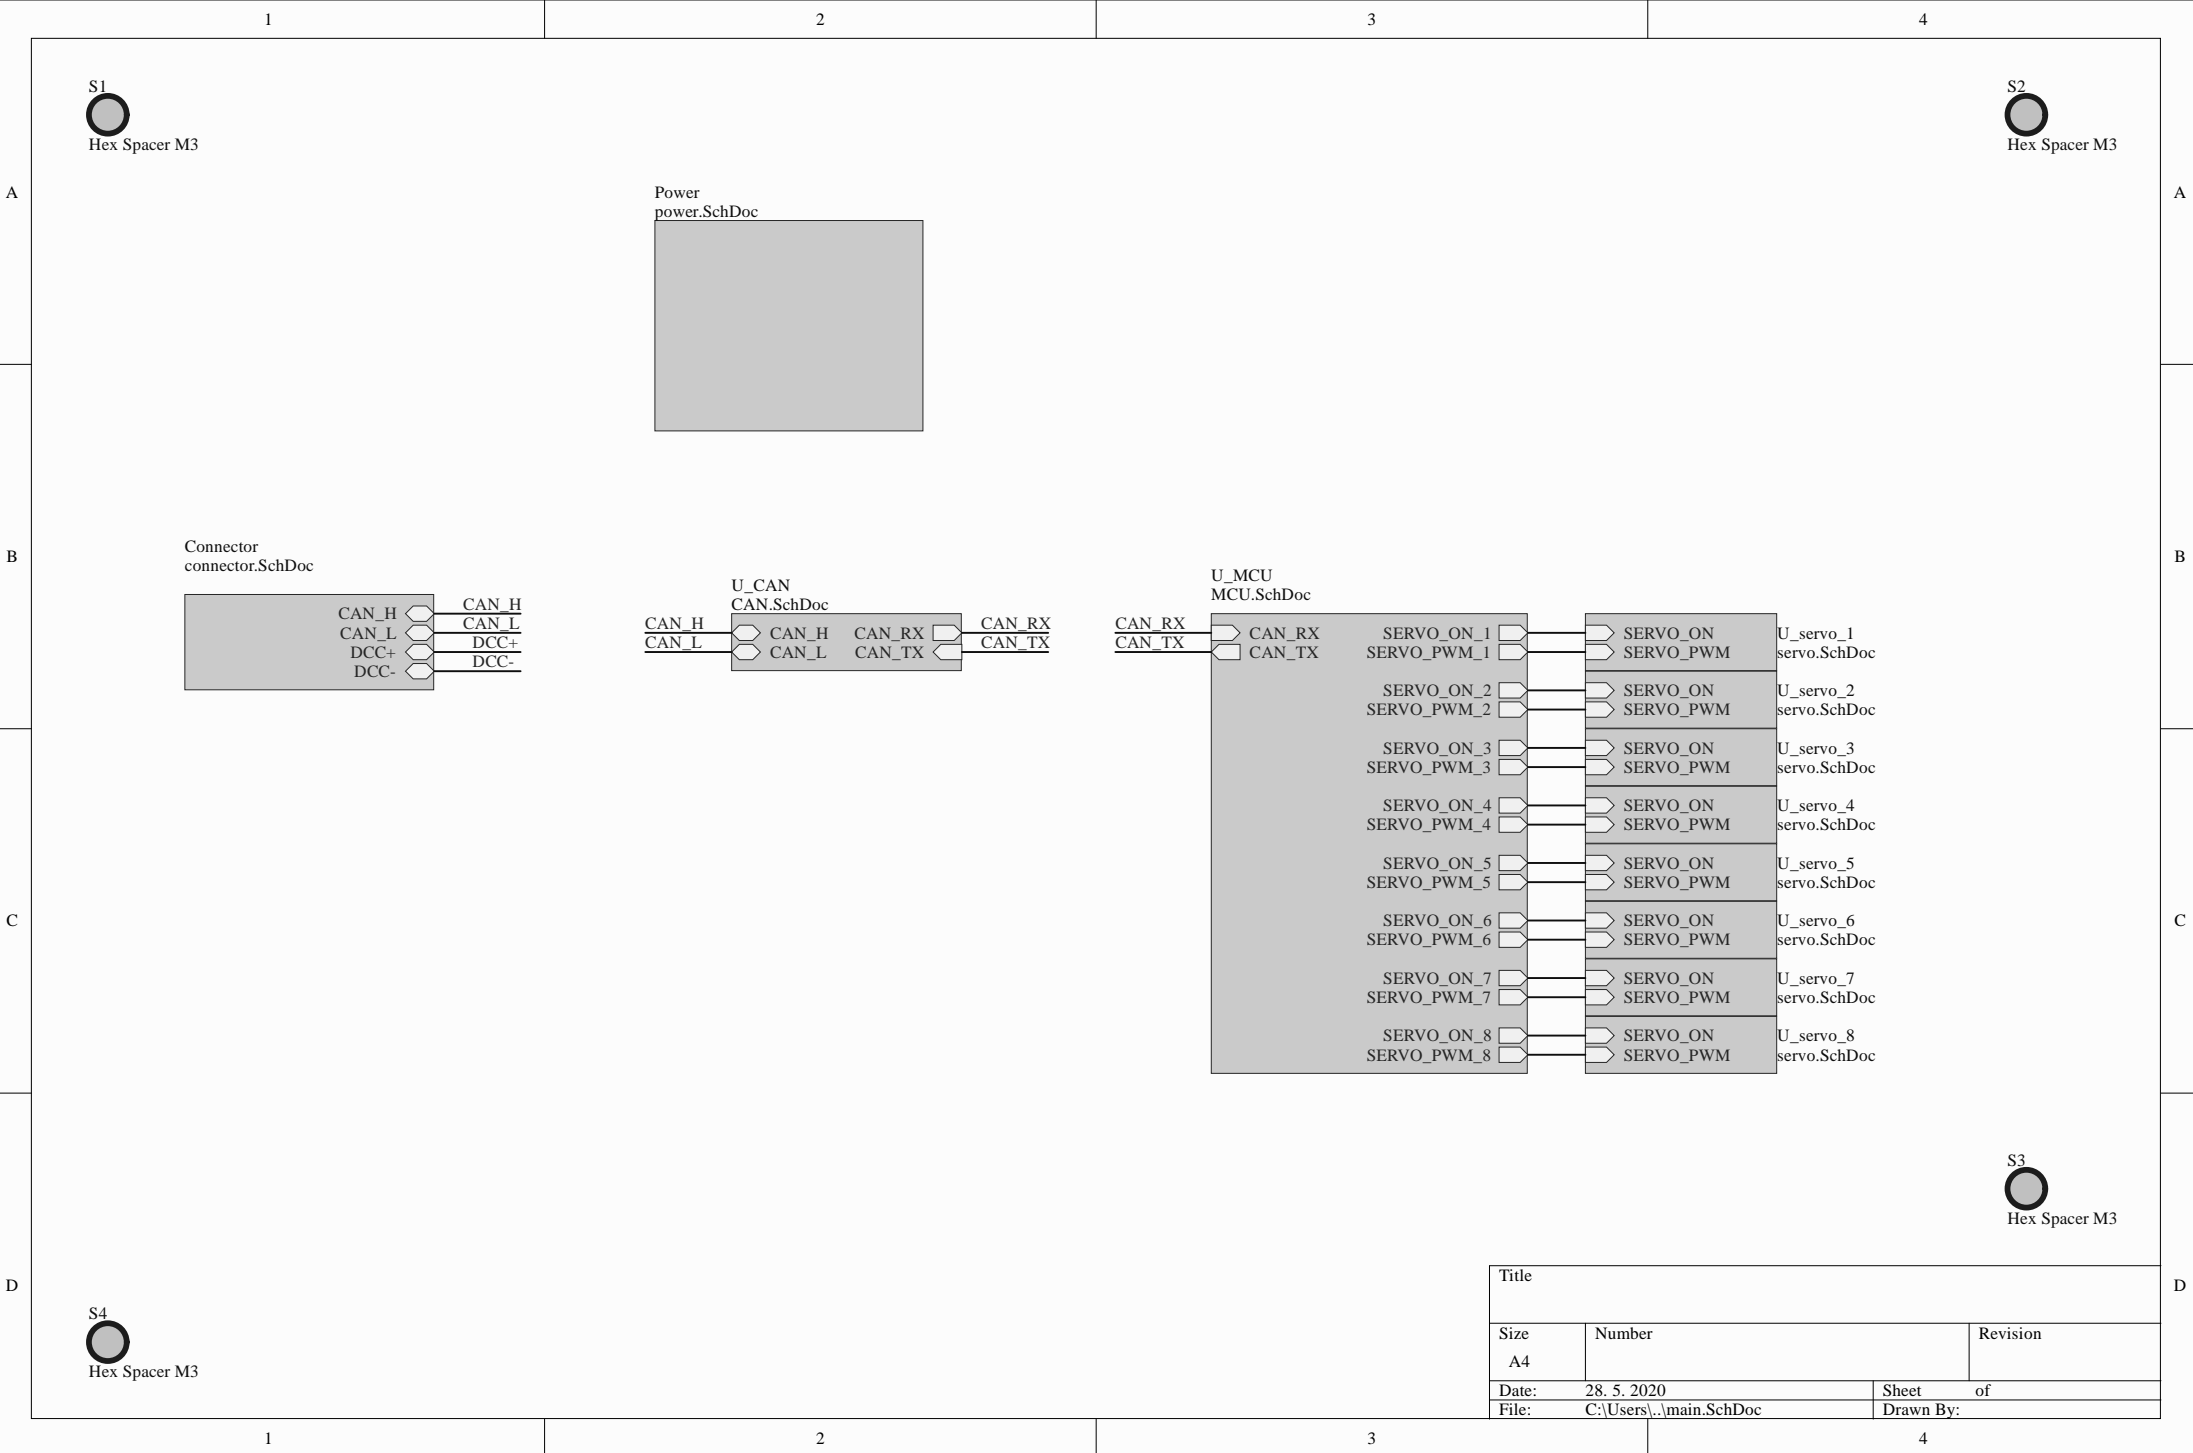 1 2 3 4
S1
Hex Spacer M3
S2
Hex Spacer M3
A A
Power
power.SchDoc
B B
Connector
connector.SchDoc
CAN_H CAN_H
CAN_L CAN_L
DCC+ DCC+
DCC- DCC-
U_CAN
CAN.SchDoc
CAN_H CAN_H CAN_RX CAN_RX
CAN_L CAN_L CAN_TX CAN_TX
U_MCU
MCU.SchDoc
CAN_RX CAN_RX SERVO_ON_1 SERVO_ON U_servo_1
CAN_TX CAN_TX SERVO_PWM_1 SERVO_PWM servo.SchDoc
SERVO_ON_2 SERVO_ON U_servo_2
SERVO_PWM_2 SERVO_PWM servo.SchDoc
SERVO_ON_3 SERVO_ON U_servo_3
SERVO_PWM_3 SERVO_PWM servo.SchDoc
SERVO_ON_4 SERVO_ON U_servo_4
SERVO_PWM_4 SERVO_PWM servo.SchDoc
SERVO_ON_5 SERVO_ON U_servo_5
SERVO_PWM_5 SERVO_PWM servo.SchDoc
C C
SERVO_ON_6 SERVO_ON U_servo_6
SERVO_PWM_6 SERVO_PWM servo.SchDoc
SERVO_ON_7 SERVO_ON U_servo_7
SERVO_PWM_7 SERVO_PWM servo.SchDoc
SERVO_ON_8 SERVO_ON U_servo_8
SERVO_PWM_8 SERVO_PWM servo.SchDoc
S3
Hex Spacer M3
D D
S4
Hex Spacer M3
Title
Size Number Revision
A4
Date: 28. 5. 2020 Sheet of
File: C:\Users\..\main.SchDoc Drawn By:
1 2 3 4